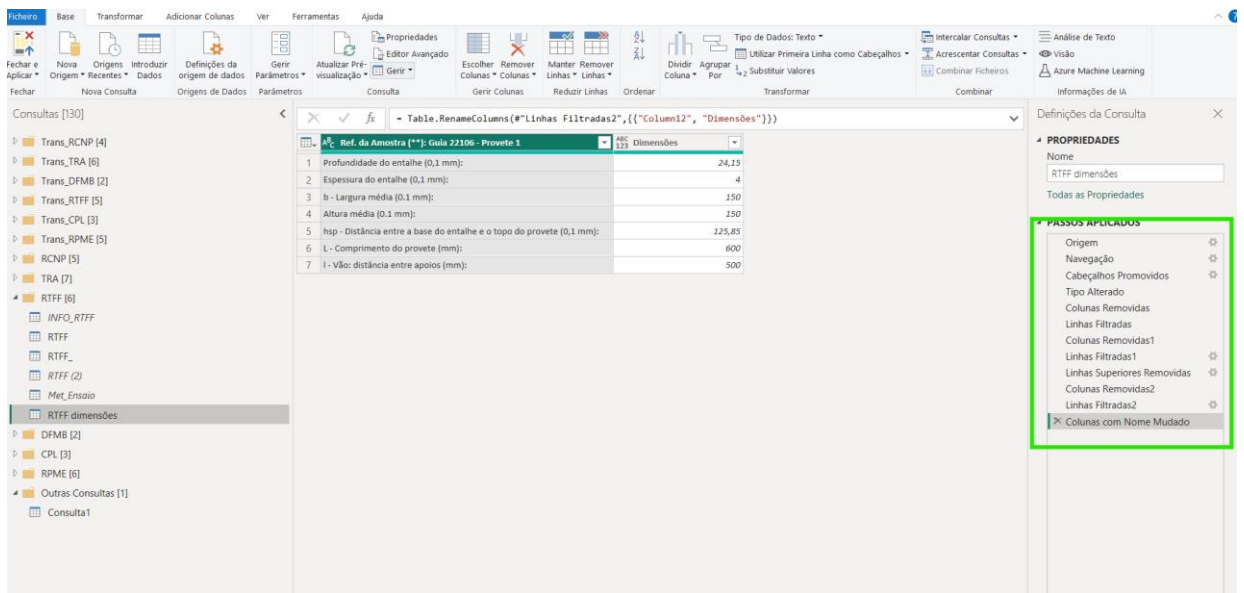 Ficheiro Base Transformar Adicionar Colunas Ver Ferramentas Ajuda
Fechar e Aplicar
Nova Origem
Origens Recentes
Introduzir Dados
Definições da origem de dados
Gerir Parâmetros
Atualizar Pré-visualização
Propriedades
Editor Avançado
Gerir
Escolher Colunas
Remover Colunas
Manter Linhas
Remover Linhas
Dividir Coluna
Agrupar Por
Tipo de Dados: Texto
Utilizar Primeira Linha como Cabeçalhos
Substituir Valores
Intercalar Consultas
Acrescentar Consultas
Combinar Ficheiros
Análise de Texto
Visão
Azure Machine Learning
Fechar Nova Consulta Origens de Dados Parâmetros Consulta Gerir Colunas Reduzir Linhas Ordenar Transformar Combinar Informações de IA
Consultas [130]
Trans_RCNP [4]
Trans_TRA [6]
Trans_DFMB [2]
Trans_RTFF [5]
Trans_CPL [3]
Trans_RPME [5]
RCNP [5]
TRA [7]
RTFF [6]
INFO_RTFF
RTFF
RTFF_
RTFF (2)
Met_Ensaio
RTFF dimensões
DFMB [2]
CPL [3]
RPME [6]
Outras Consultas [1]
Consulta1
fx = Table.RenameColumns(#"Linhas Filtradas2",{{"Column12", "Dimensões"}})
ABC Ref. da Amostra (**): Guia 22106 - Provete 1 ABC 123 Dimensões
1 Profundidade do entalhe (0,1 mm): 24,15
2 Espessura do entalhe (0,1 mm): 4
3 b - Largura média (0.1 mm): 150
4 Altura média (0.1 mm): 150
5 hsp - Distância entre a base do entalhe e o topo do provete (0,1 mm): 125,85
6 L - Comprimento do provete (mm): 600
7 l - Vão: distância entre apoios (mm): 500
Definições da Consulta
PROPRIEDADES
Nome
RTFF dimensões
Todas as Propriedades
PASSOS APLICADOS
Origem
Navegação
Cabeçalhos Promovidos
Tipo Alterado
Colunas Removidas
Linhas Filtradas
Colunas Removidas1
Linhas Filtradas1
Linhas Superiores Removidas
Colunas Removidas2
Linhas Filtradas2
Colunas com Nome Mudado